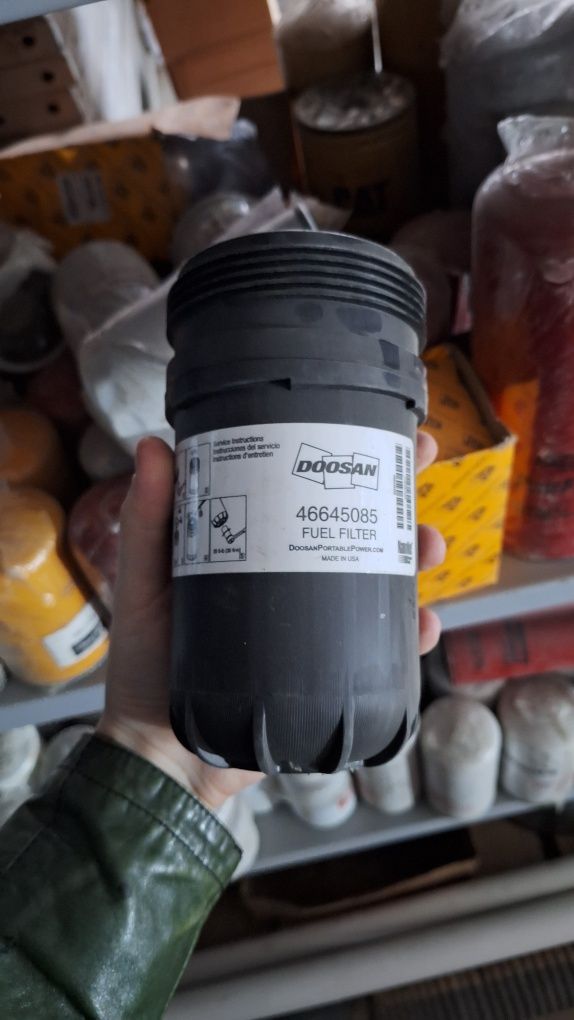 Service Instructions
Instrucciones del servicio
Instructions d'entretien
DOOSAN
46645085
FUEL FILTER
DOOSANPORTABLEPOWER.COM
MADE IN USA